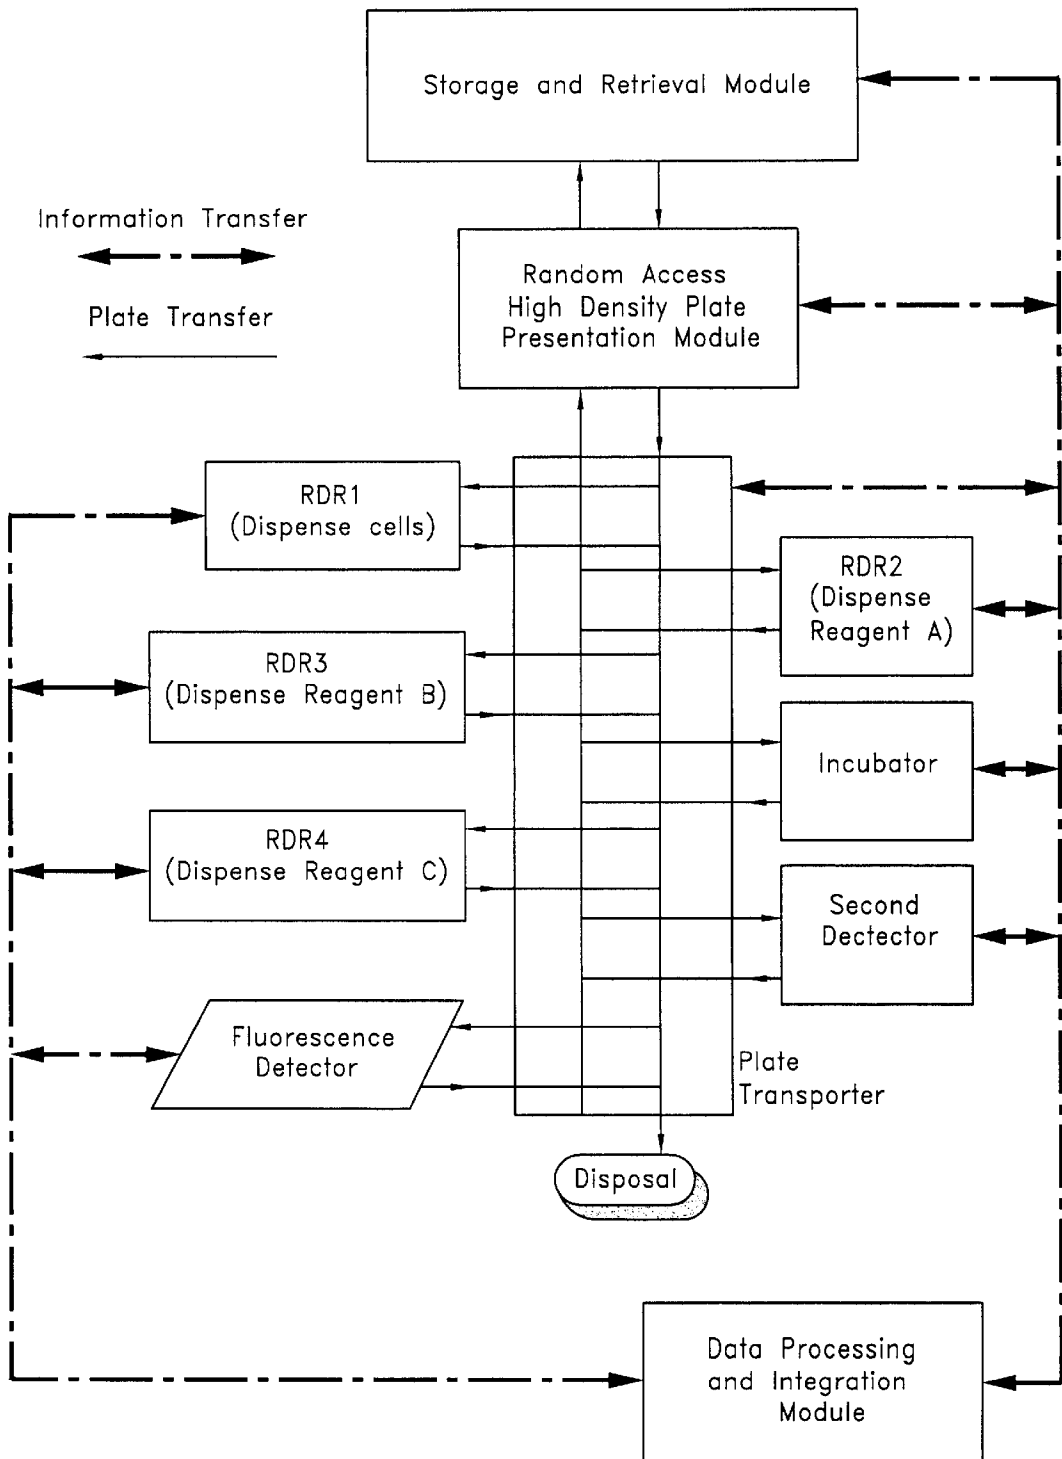 Storage and Retrieval Module
Information Transfer
Plate Transfer
Random Access
High Density Plate
Presentation Module
RDR1
(Dispense cells)
RDR2
(Dispense
Reagent A)
RDR3
(Dispense Reagent B)
Incubator
RDR4
(Dispense Reagent C)
Second
Dectector
Fluorescence
Detector
Plate
Transporter
Disposal
Data Processing
and Integration
Module